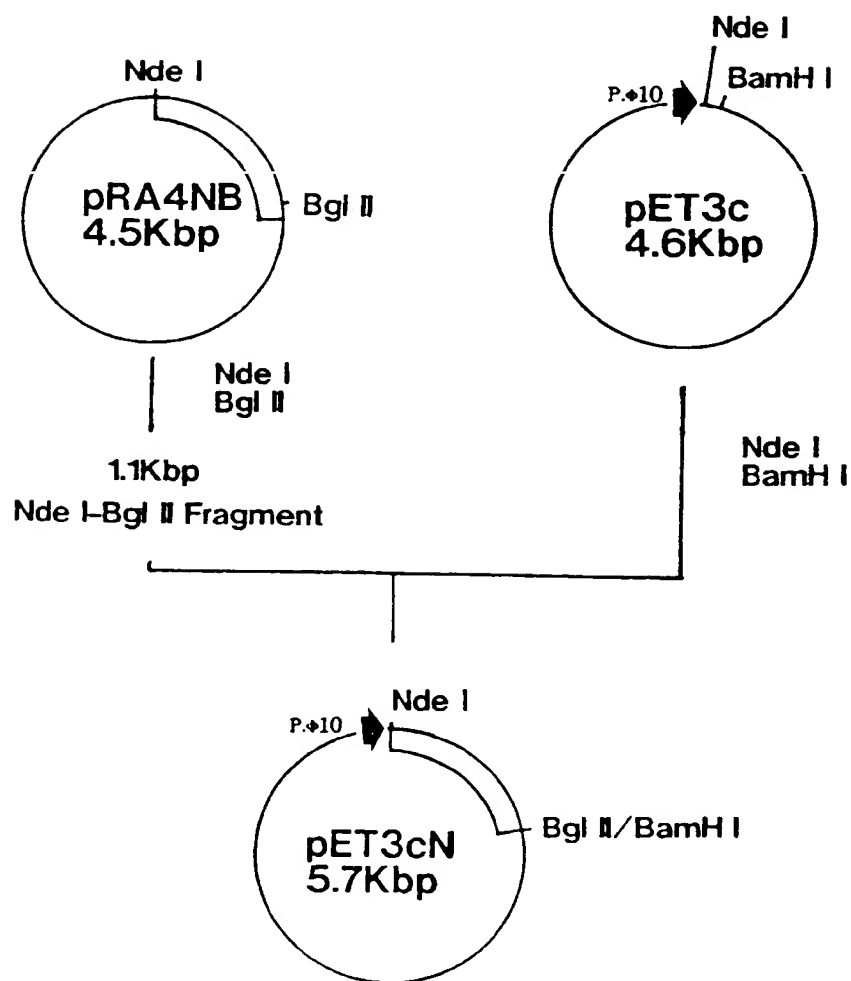 Nde I
pRA4NB
4.5Kbp
Bgl II
Nde I
BamH I
P.φ10
pET3c
4.6Kbp
Nde I
Bgl II
1.1Kbp
Nde I-Bgl II Fragment
Nde I
BamH I
P.φ10
Nde I
pET3cN
5.7Kbp
Bgl II/BamH I